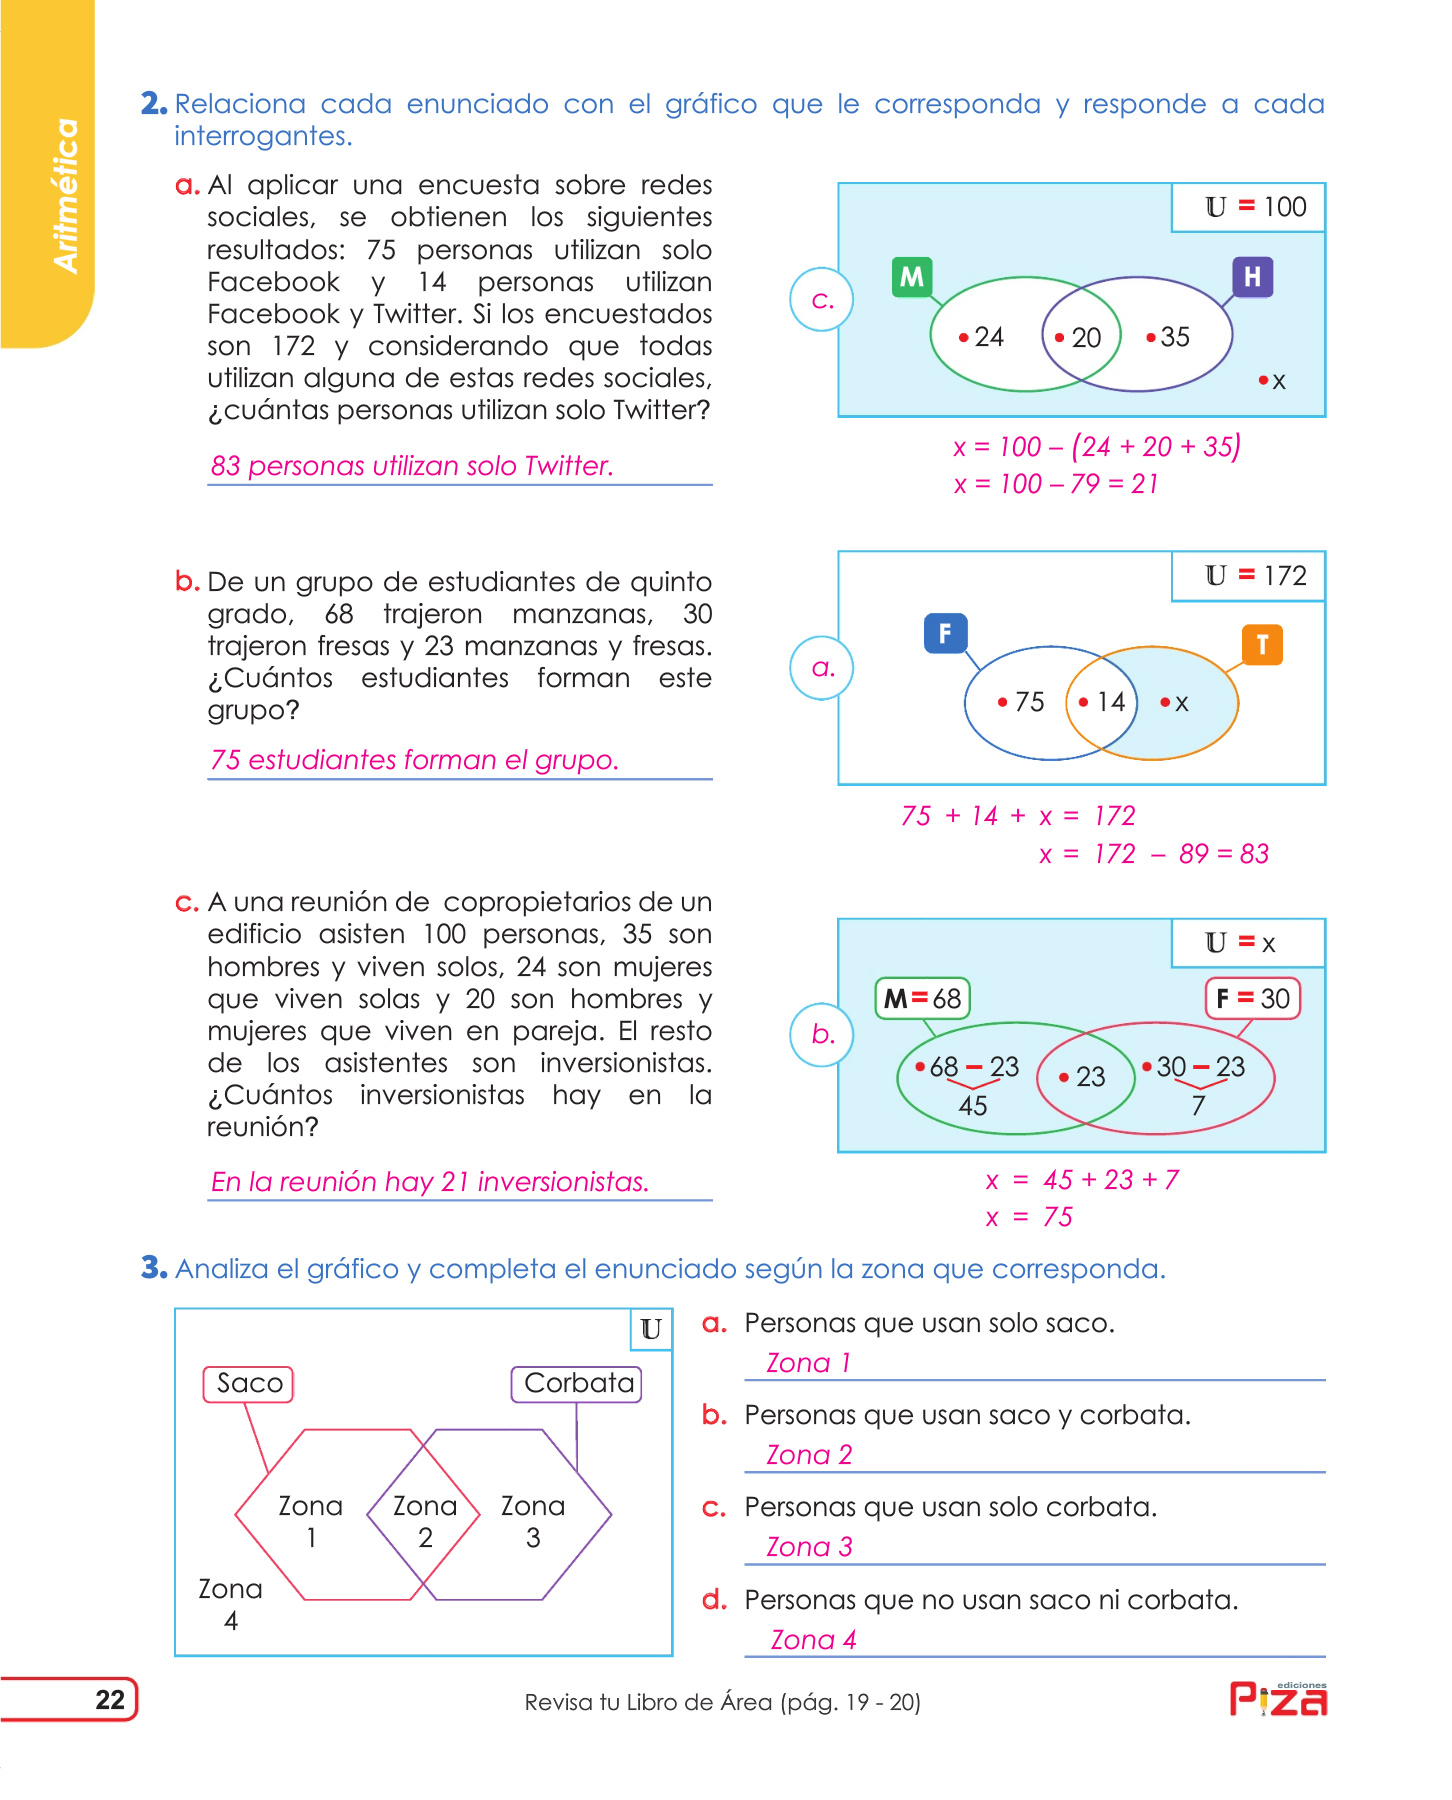 Aritmética
2. Relaciona cada enunciado con el gráfico que le corresponda y responde a cada
interrogantes.
a. Al aplicar una encuesta sobre redes
sociales, se obtienen los siguientes
resultados: 75 personas utilizan solo
Facebook y 14 personas utilizan
Facebook y Twitter. Si los encuestados
son 172 y considerando que todas
utilizan alguna de estas redes sociales,
¿cuántas personas utilizan solo Twitter?
83 personas utilizan solo Twitter.
𝕌 = 100
c.
M
H
• 24
• 20
• 35
• x
x = 100 – (24 + 20 + 35)
x = 100 – 79 = 21
b. De un grupo de estudiantes de quinto
grado, 68 trajeron manzanas, 30
trajeron fresas y 23 manzanas y fresas.
¿Cuántos estudiantes forman este
grupo?
75 estudiantes forman el grupo.
𝕌 = 172
a.
F
T
• 75
• 14
• x
75 + 14 + x = 172
x = 172 – 89 = 83
c. A una reunión de copropietarios de un
edificio asisten 100 personas, 35 son
hombres y viven solos, 24 son mujeres
que viven solas y 20 son hombres y
mujeres que viven en pareja. El resto
de los asistentes son inversionistas.
¿Cuántos inversionistas hay en la
reunión?
En la reunión hay 21 inversionistas.
𝕌 = x
b.
M = 68
F = 30
• 68 – 23
45
• 23
• 30 – 23
7
x = 45 + 23 + 7
x = 75
3. Analiza el gráfico y completa el enunciado según la zona que corresponda.
𝕌
Saco
Corbata
Zona
1
Zona
2
Zona
3
Zona
4
a. Personas que usan solo saco.
Zona 1
b. Personas que usan saco y corbata.
Zona 2
c. Personas que usan solo corbata.
Zona 3
d. Personas que no usan saco ni corbata.
Zona 4
22
Revisa tu Libro de Área (pág. 19 - 20)
ediciones
Piza